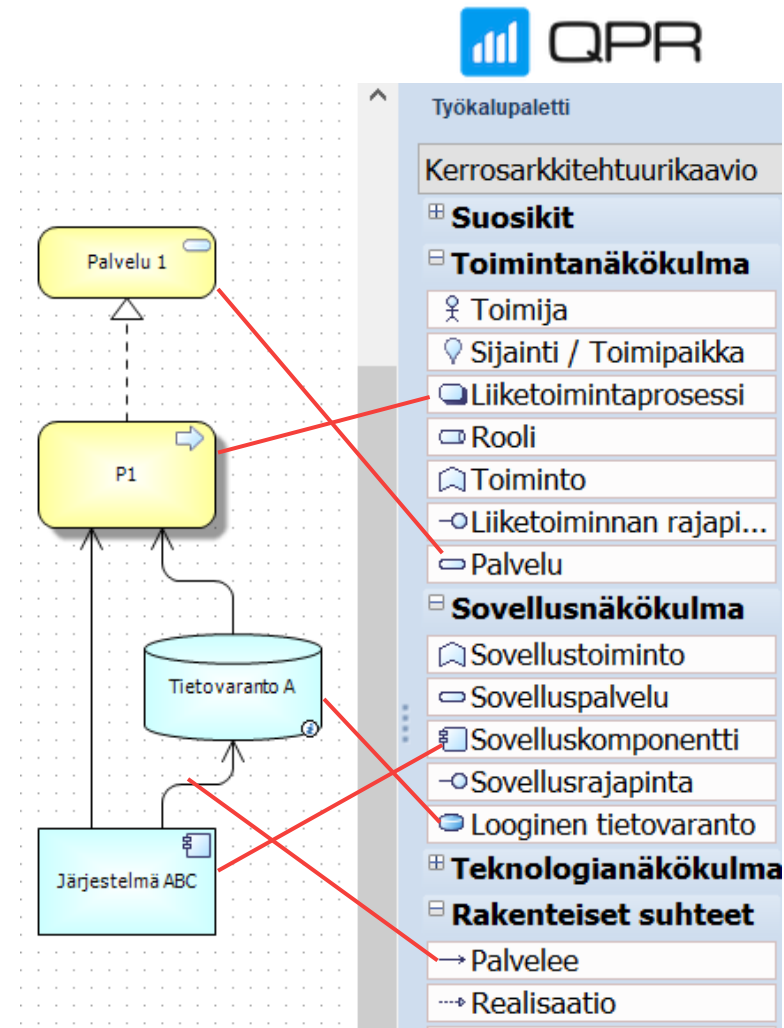 QPR
Työkalupaletti
Kerrosarkkitehtuurikaavio
Suosikit
Toimintanäkökulma
Toimija
Sijainti / Toimipaikka
Liiketoimintaprosessi
Rooli
Toiminto
Liiketoiminnan rajapi...
Palvelu
Sovellusnäkökulma
Sovellustoiminto
Sovelluspalvelu
Sovelluskomponentti
Sovellusrajapinta
Looginen tietovaranto
Teknologianäkökulma
Rakenteiset suhteet
Palvelee
Realisaatio
Palvelu 1
P1
Tietovaranto A
Järjestelmä ABC